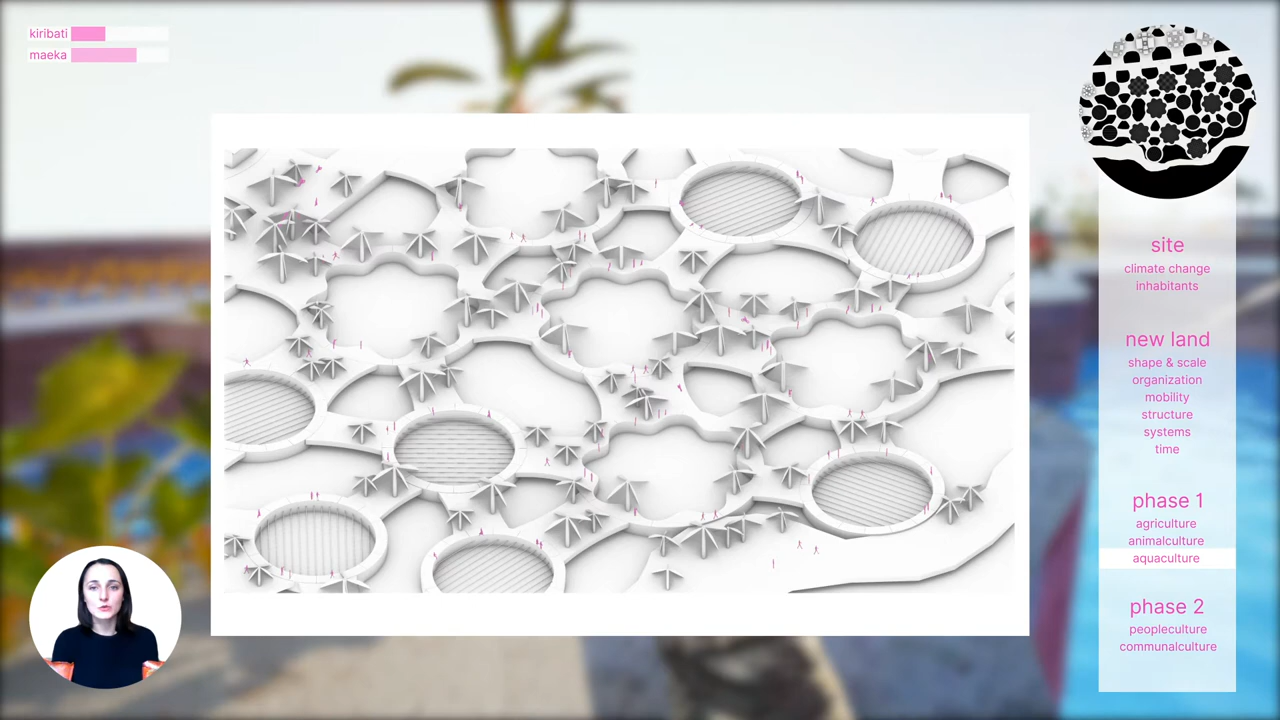 kiribati
maeka
site
climate change
inhabitants
new land
shape & scale
organization
mobility
structure
systems
time
phase 1
agriculture
animalculture
aquaculture
phase 2
peopleculture
communalculture